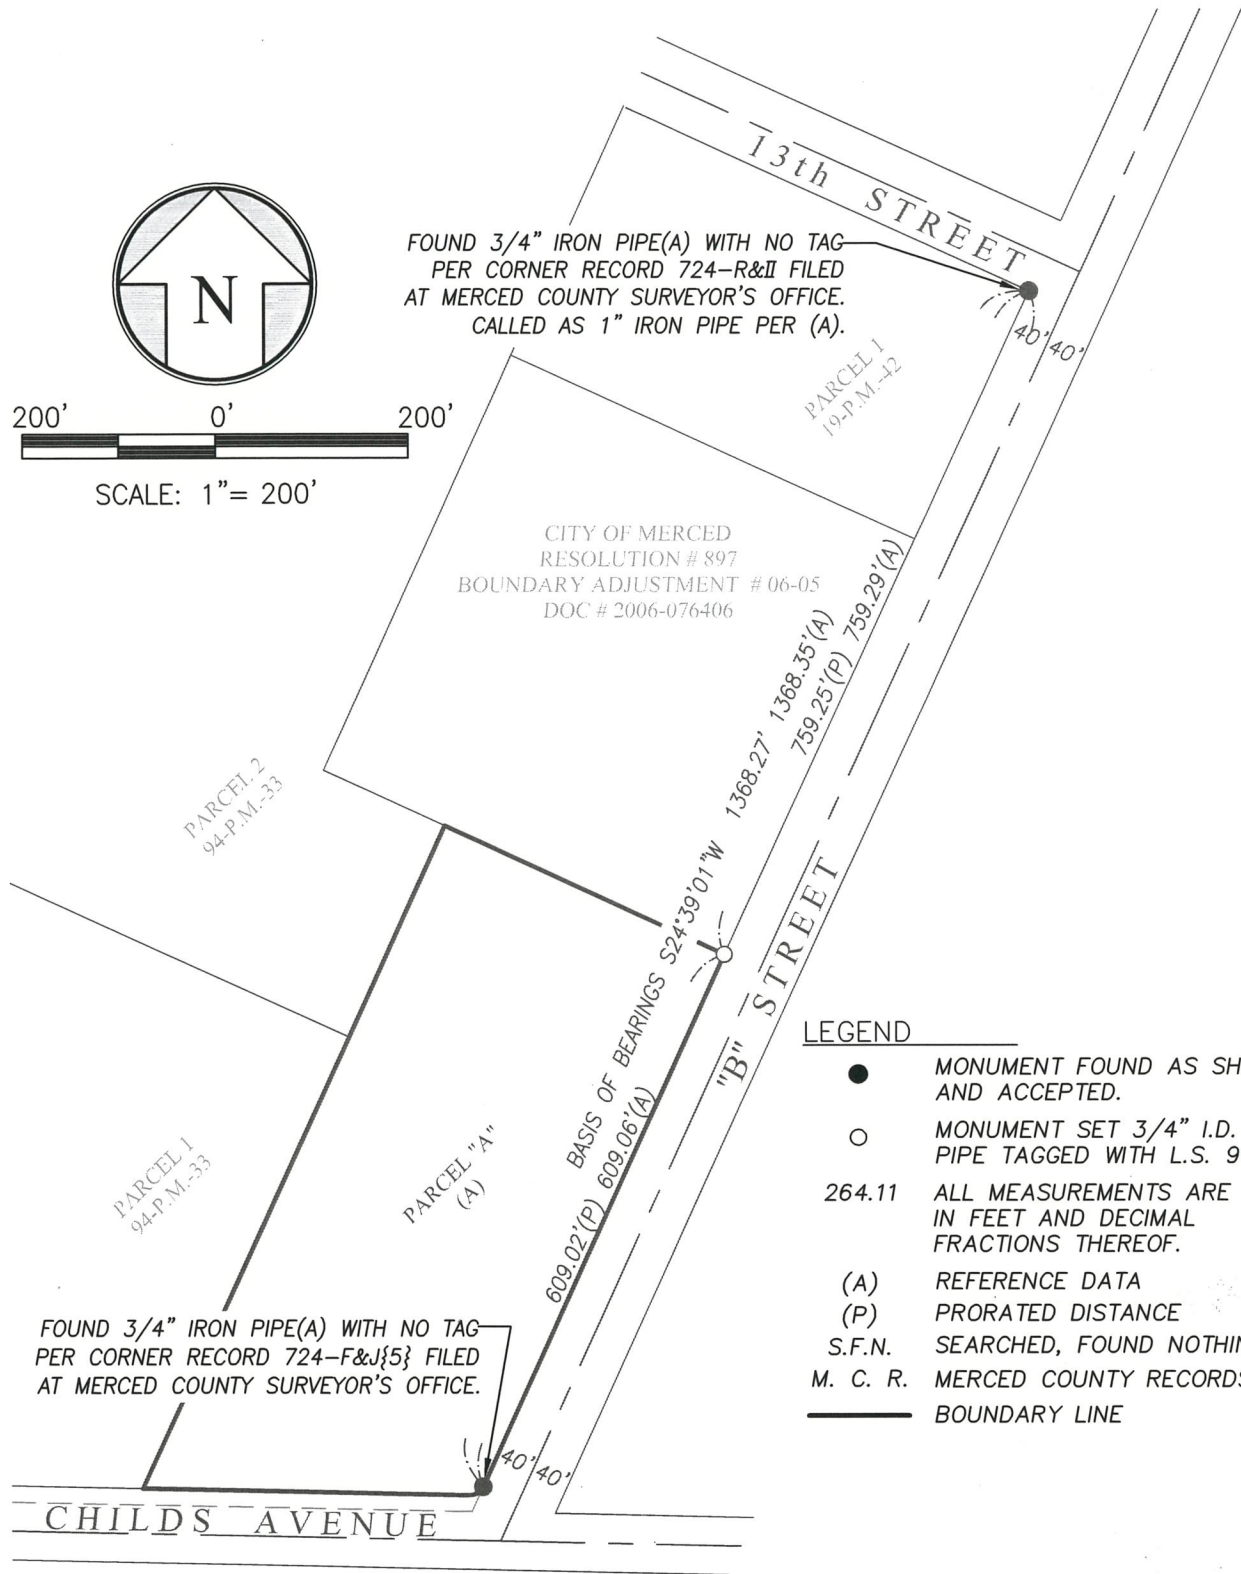 13th STREET
FOUND 3/4" IRON PIPE(A) WITH NO TAG
PER CORNER RECORD 724-R&II FILED
AT MERCED COUNTY SURVEYOR'S OFFICE.
CALLED AS 1" IRON PIPE PER (A).
N
40' 40'
200' 0' 200'
SCALE: 1"= 200'
PARCEL 1
19-P.M.-42
CITY OF MERCED
RESOLUTION # 897
BOUNDARY ADJUSTMENT # 06-05
DOC # 2006-076406
BASIS OF BEARINGS S24°39'01"W 1368.27' 1368.35'(A)
759.25'(P) 759.29'(A)
PARCEL 2
94-P.M.-33
"B" STREET
609.02'(P) 609.06'(A)
PARCEL "A"
(A)
PARCEL 1
94-P.M.-33
LEGEND
MONUMENT FOUND AS SH
AND ACCEPTED.
MONUMENT SET 3/4" I.D.
PIPE TAGGED WITH L.S. 9
264.11 ALL MEASUREMENTS ARE
IN FEET AND DECIMAL
FRACTIONS THEREOF.
(A) REFERENCE DATA
(P) PRORATED DISTANCE
S.F.N. SEARCHED, FOUND NOTHIN
M. C. R. MERCED COUNTY RECORDS
BOUNDARY LINE
FOUND 3/4" IRON PIPE(A) WITH NO TAG
PER CORNER RECORD 724-F&J{5} FILED
AT MERCED COUNTY SURVEYOR'S OFFICE.
40' 40'
CHILDS AVENUE